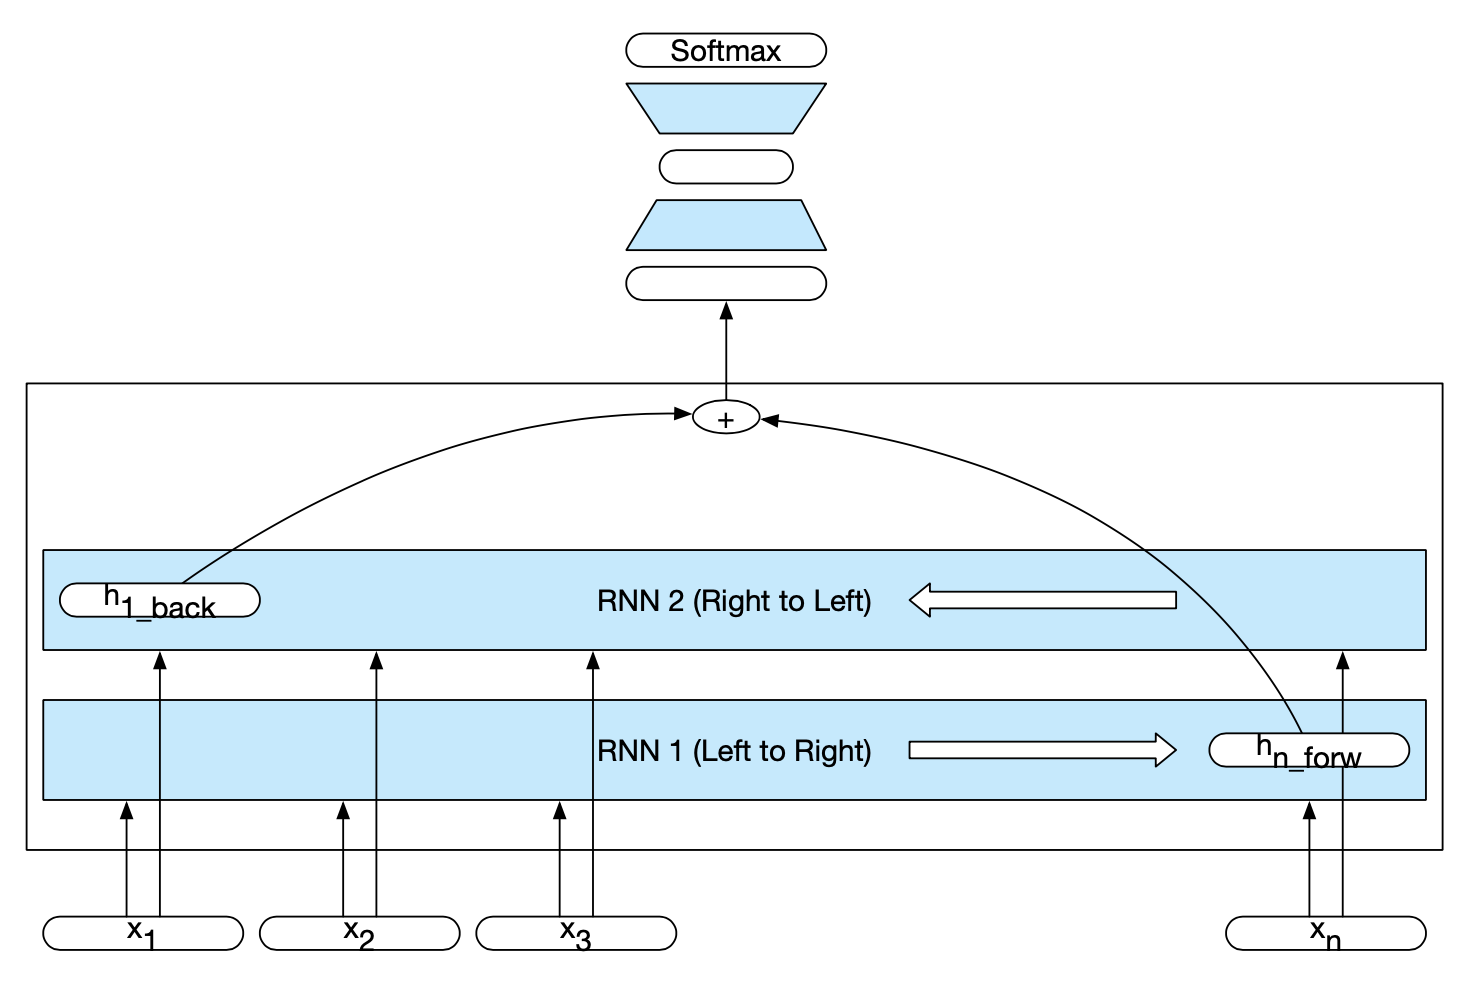 Softmax
+
h1_back
RNN 2 (Right to Left)
RNN 1 (Left to Right)
hn_forw
x1
x2
x3
xn